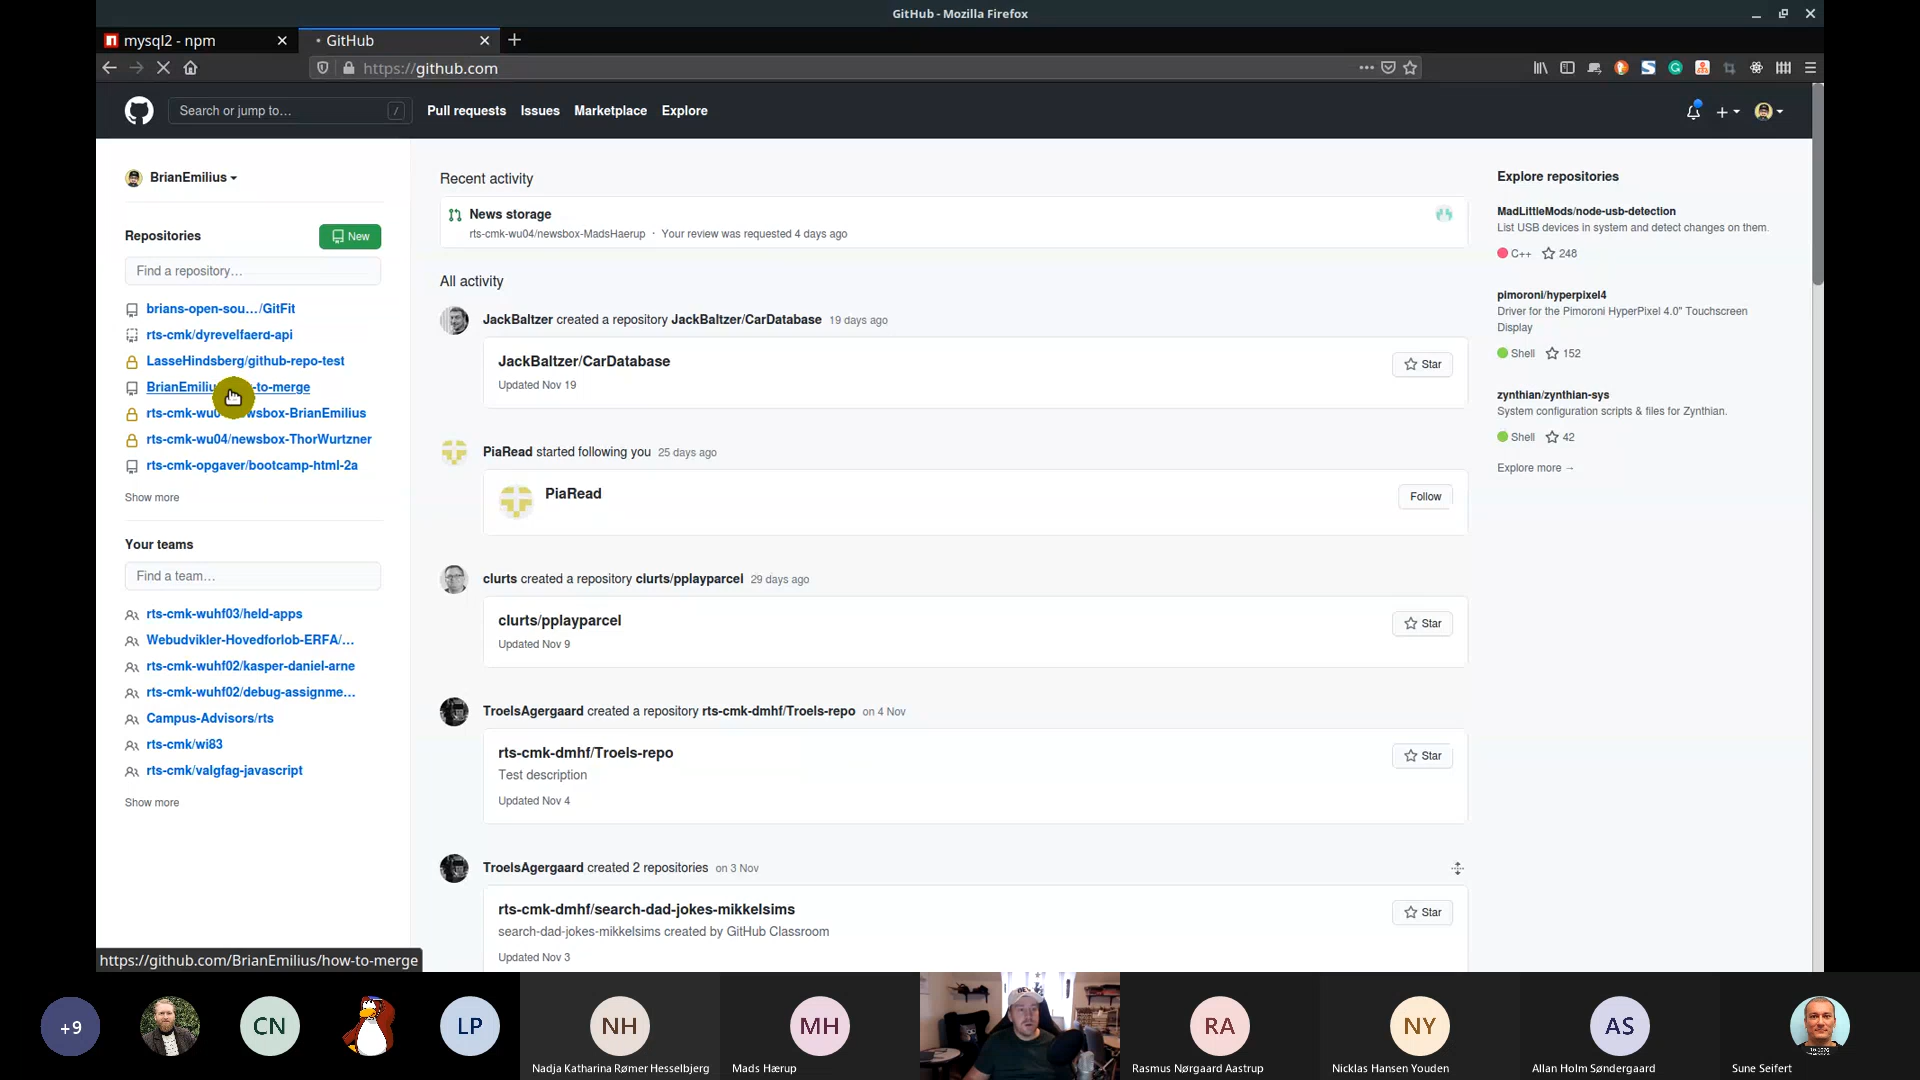 GitHub - Mozilla Firefox
mysql2 - npm
GitHub
https://github.com
Search or jump to…
/
Pull requests
Issues
Marketplace
Explore
BrianEmilius
Repositories
New
Find a repository…
brians-open-sou…/GitFit
rts-cmk/dyrevelfaerd-api
LasseHindsberg/github-repo-test
-to-merge
rts-cmk-opgaver/bootcamp-html-2a
rts-cmk-wu04/newsbox-ThorWurtzner
Show more
Your teams
Find a team…
rts-cmk-wuhf03/held-apps
Webudvikler-Hovedforlob-ERFA/…
rts-cmk-wuhf02/kasper-daniel-arne
rts-cmk-wuhf02/debug-assignme…
Campus-Advisors/rts
rts-cmk/wi83
rts-cmk/valgfag-javascript
Show more
Recent activity
News storage
rts-cmk-wu04/newsbox-MadsHaerup · Your review was requested 4 days ago
All activity
JackBaltzer created a repository JackBaltzer/CarDatabase 19 days ago
JackBaltzer/CarDatabase
Star
Updated Nov 19
PiaRead started following you 25 days ago
PiaRead
Follow
clurts created a repository clurts/pplayparcel 29 days ago
clurts/pplayparcel
Star
Updated Nov 9
TroelsAgergaard created a repository rts-cmk-dmhf/Troels-repo on 4 Nov
rts-cmk-dmhf/Troels-repo
Star
Test description
Updated Nov 4
TroelsAgergaard created 2 repositories on 3 Nov
rts-cmk-dmhf/search-dad-jokes-mikkelsims
Star
search-dad-jokes-mikkelsims created by GitHub Classroom
Updated Nov 3
Explore repositories
MadLittleMods/node-usb-detection
List USB devices in system and detect changes on them.
C++ 248
pimoroni/hyperpixel4
Driver for the Pimoroni HyperPixel 4.0" Touchscreen
Display
Shell 152
zynthian/zynthian-sys
System configuration scripts & files for Zynthian.
Shell 42
Explore more →
https://github.com/BrianEmilius/how-to-merge
+9
CN
LP
NH
Nadja Katharina Rømer Hesselbjerg
MH
Mads Hærup
RA
Rasmus Nørgaard Aastrup
NY
Nicklas Hansen Youden
AS
Allan Holm Søndergaard
Sune Seifert